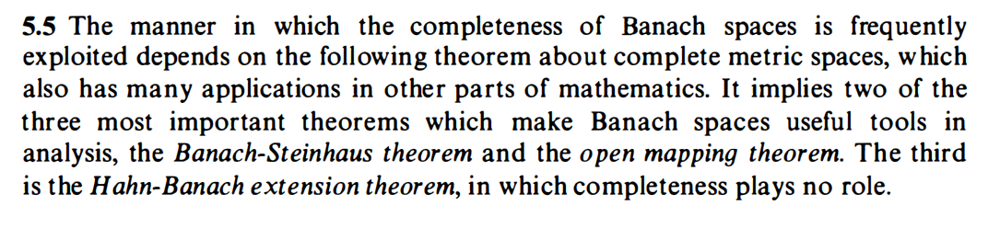 5.5 The manner in which the completeness of Banach spaces is frequently
exploited depends on the following theorem about complete metric spaces, which
also has many applications in other parts of mathematics. It implies two of the
three most important theorems which make Banach spaces useful tools in
analysis, the Banach-Steinhaus theorem and the open mapping theorem. The third
is the Hahn-Banach extension theorem, in which completeness plays no role.